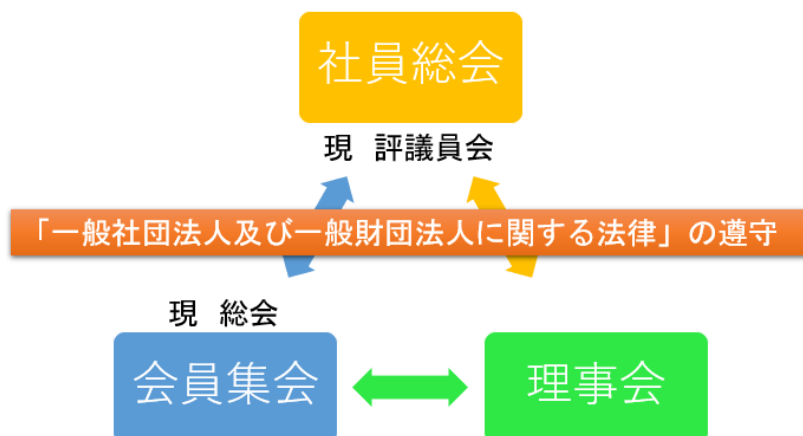 社員総会
現 評議員会
「一般社団法人及び一般財団法人に関する法律」の遵守
現 総会
会員集会
理事会